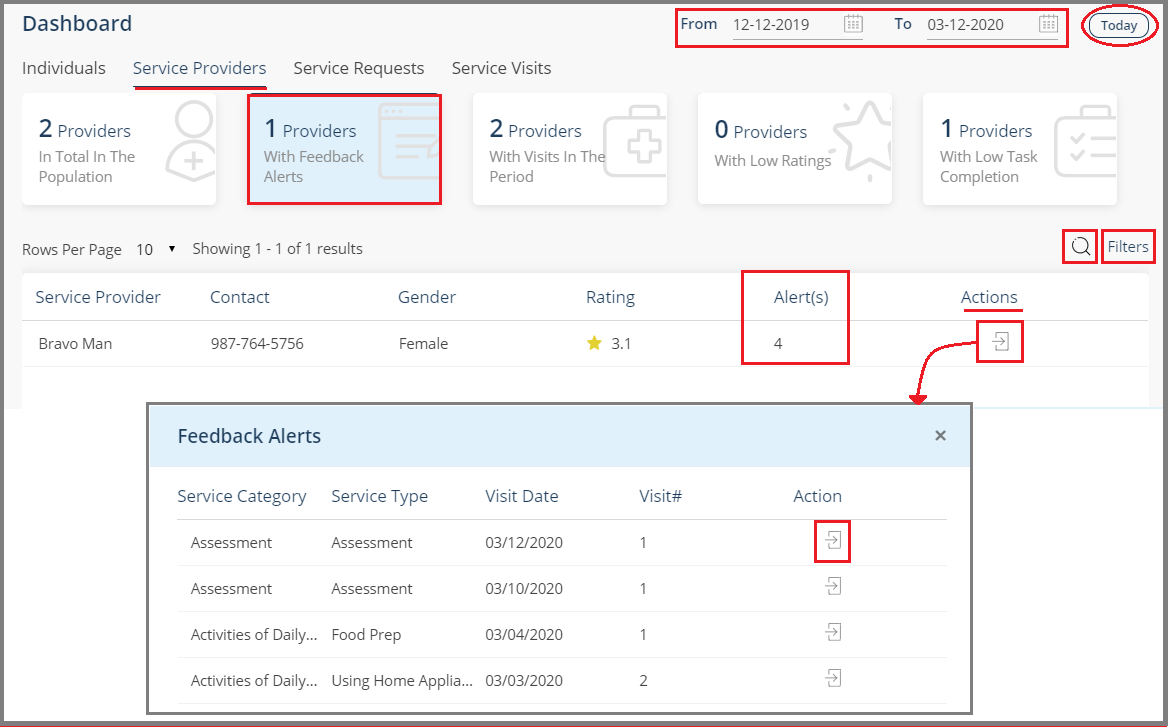 Dashboard
From 12-12-2019 To 03-12-2020 Today
Individuals Service Providers Service Requests Service Visits
2 Providers
In Total In The
Population
1 Providers
With Feedback
Alerts
2 Providers
With Visits In The
Period
0 Providers
With Low Ratings
1 Providers
With Low Task
Completion
Rows Per Page 10 Showing 1 - 1 of 1 results Filters
Service Provider Contact Gender Rating Alert(s) Actions
Bravo Man 987-764-5756 Female 3.1 4
Feedback Alerts ×
Service Category Service Type Visit Date Visit# Action
Assessment Assessment 03/12/2020 1
Assessment Assessment 03/10/2020 1
Activities of Daily... Food Prep 03/04/2020 1
Activities of Daily... Using Home Applia... 03/03/2020 2